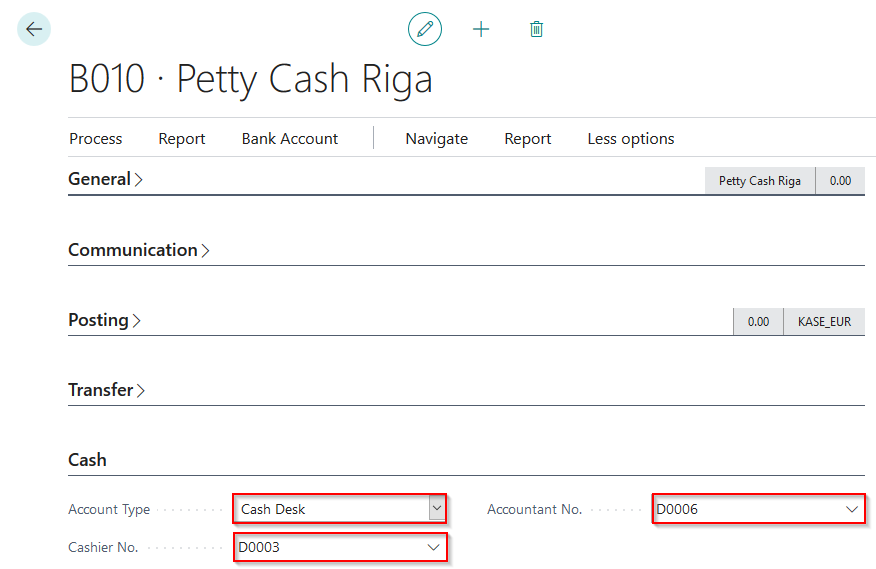 B010 · Petty Cash Riga
Process Report Bank Account Navigate Report Less options
General Petty Cash Riga 0.00
Communication
Posting 0.00 KASE_EUR
Transfer
Cash
Account Type Cash Desk Accountant No. D0006
Cashier No. D0003